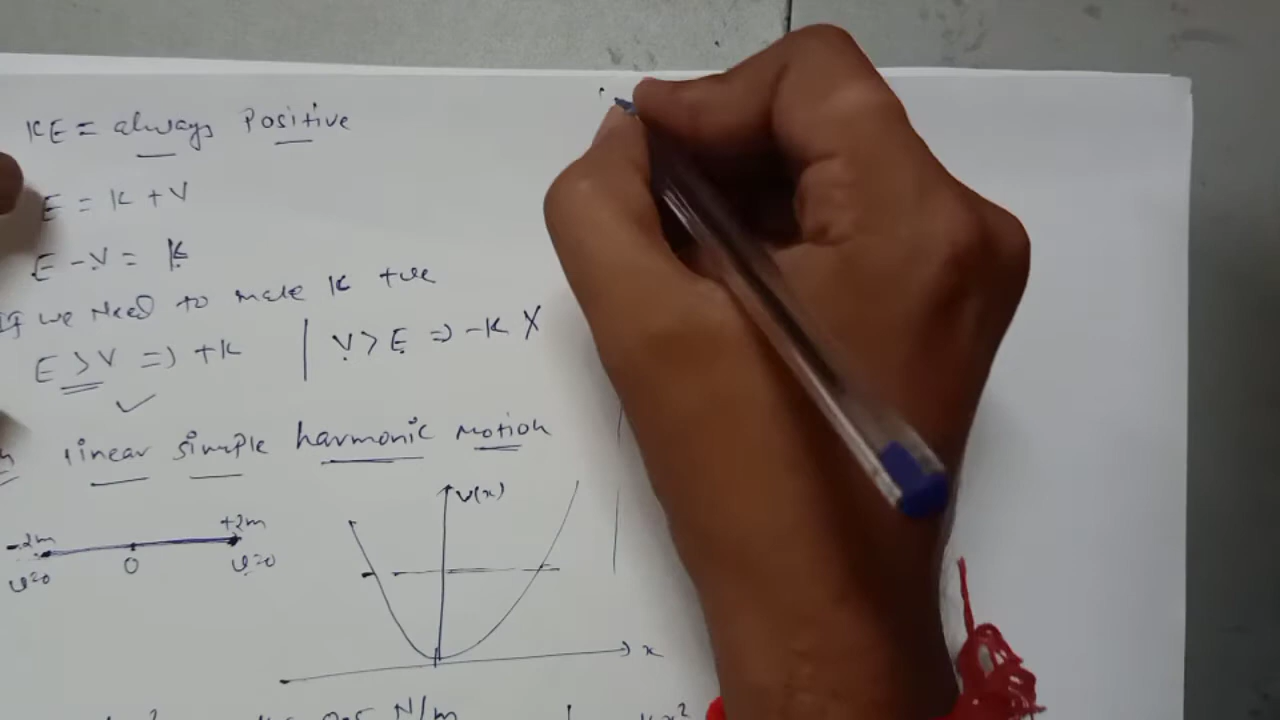 KE = always Positive
E = K + V
E - V = K
If we Need to make K +ve
E > V => +K | V > E => -K X
linear simple harmonic motion
V(x)
-2m +2m
v=0 0 v=0
x
N/m